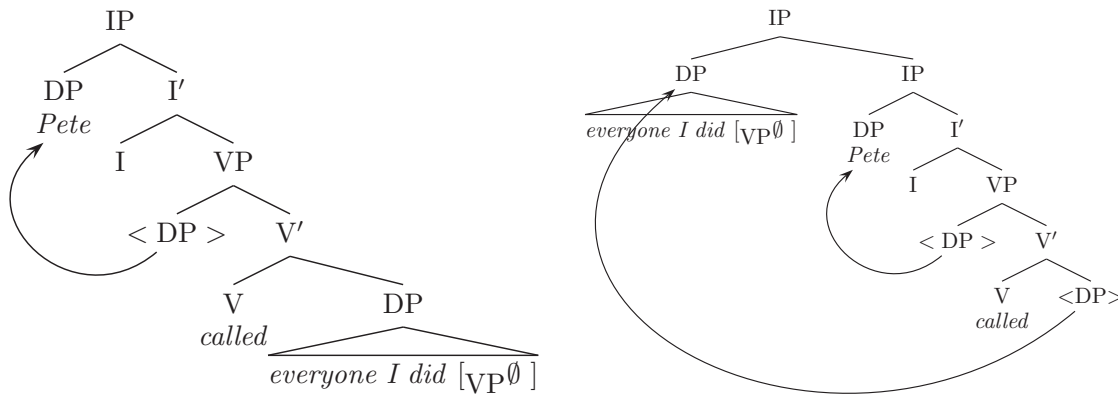 IP
DP I′
Pete
I VP
< DP > V′
V DP
called
everyone I did [VP∅ ]
IP
DP IP
everyone I did [VP∅ ]
DP I′
Pete
I VP
< DP > V′
V <DP>
called